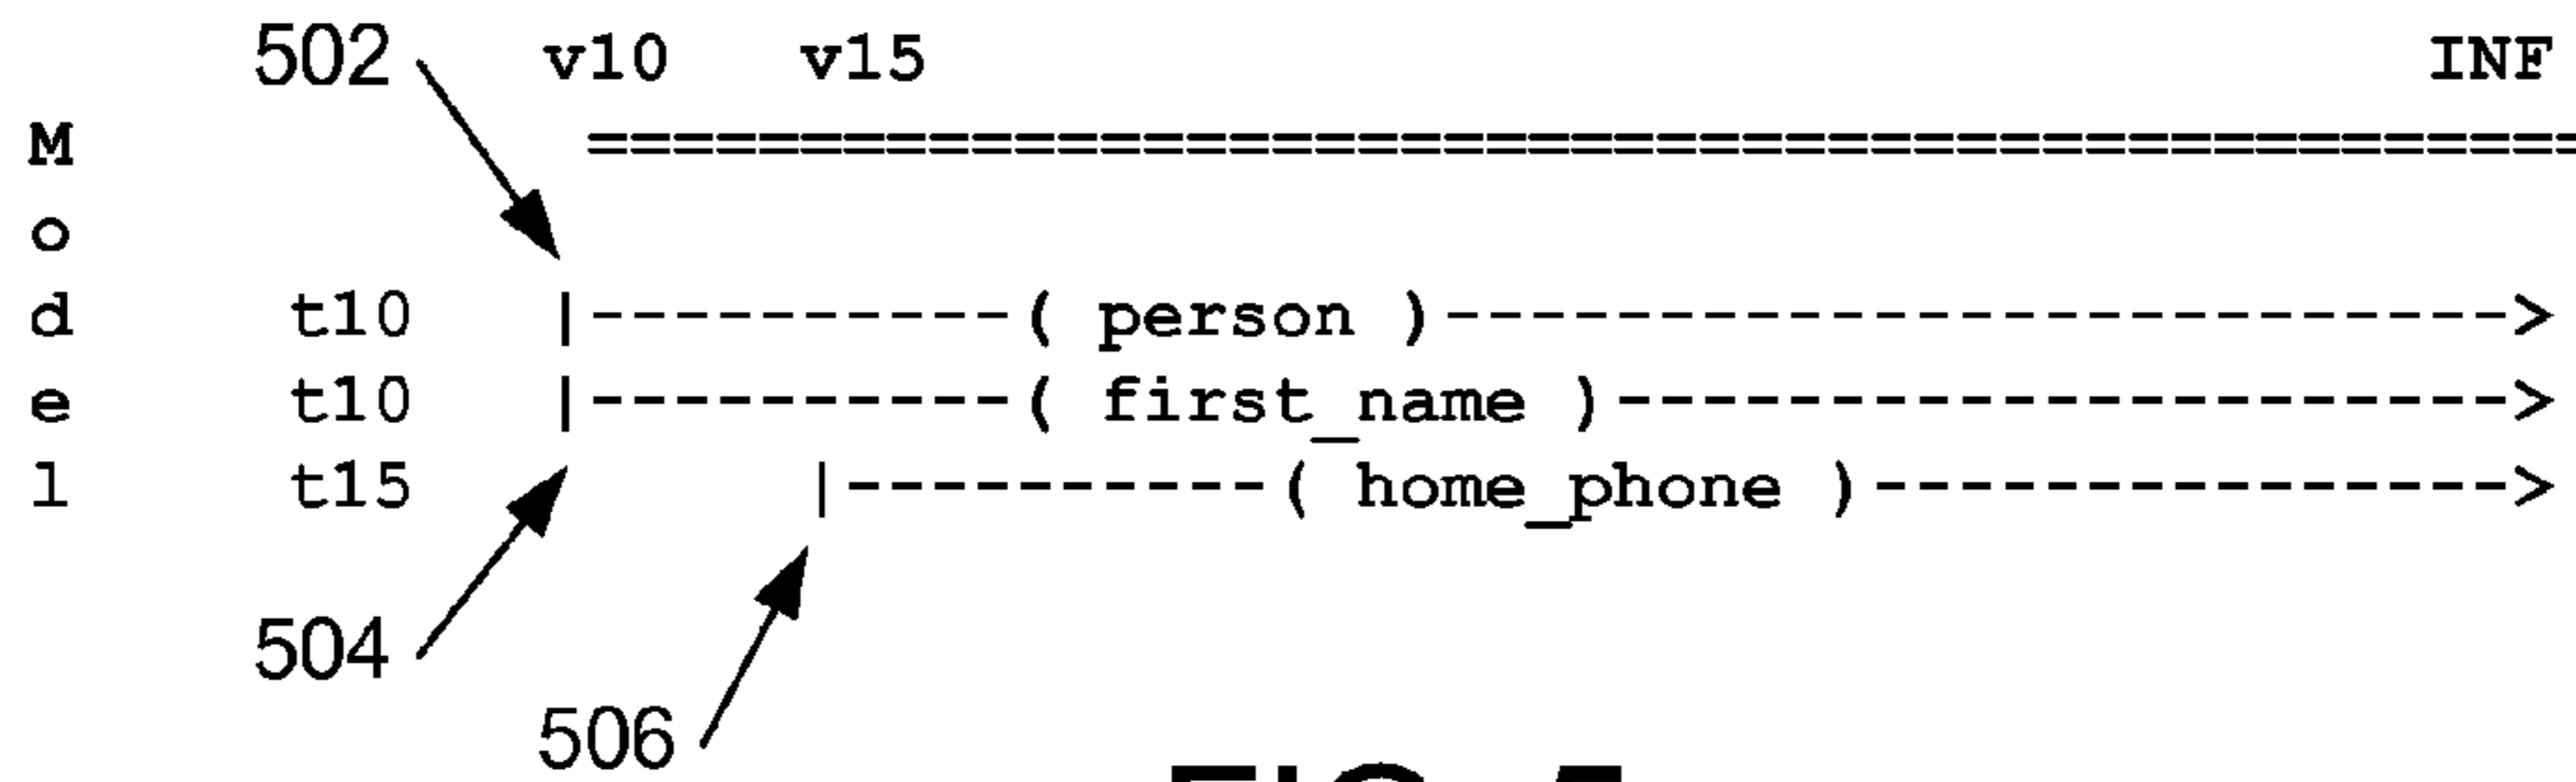 502 v10 v15 INF
M ==============================================
o
d t10 |----------( person )-------------------------->
e t10 |----------( first_name )---------------------->
l t15 |----------( home_phone )---------------->
504
506